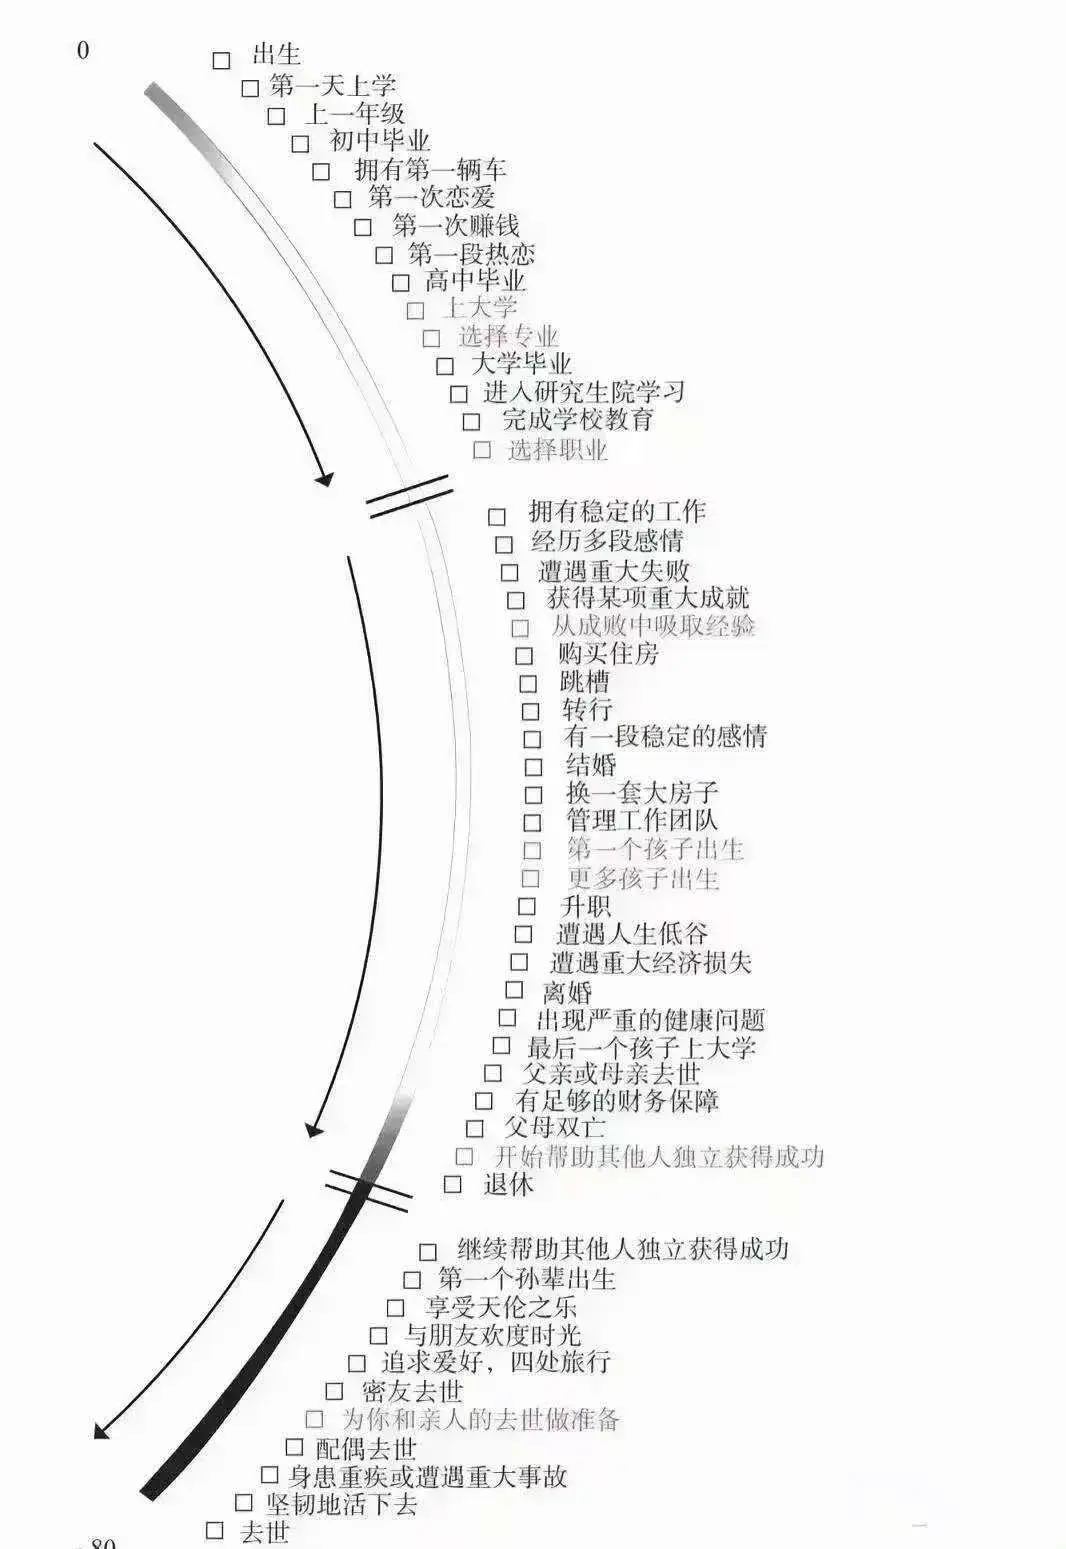 0
出生
第一天上学
上一年级
初中毕业
拥有第一辆车
第一次恋爱
第一次赚钱
第一段热恋
高中毕业
上大学
选择专业
大学毕业
进入研究生院学习
完成学校教育
选择职业
拥有稳定的工作
经历多段感情
遭遇重大失败
获得某项重大成就
从成败中吸取经验
购买住房
跳槽
转行
有一段稳定的感情
结婚
换一套大房子
管理工作团队
第一个孩子出生
更多孩子出生
升职
遭遇人生低谷
遭遇重大经济损失
离婚
出现严重的健康问题
最后一个孩子上大学
父亲或母亲去世
有足够的财务保障
父母双亡
开始帮助其他人独立获得成功
退休
继续帮助其他人独立获得成功
第一个孙辈出生
享受天伦之乐
与朋友欢度时光
追求爱好，四处旅行
密友去世
为你和亲人的去世做准备
配偶去世
身患重疾或遭遇重大事故
坚韧地活下去
去世
80